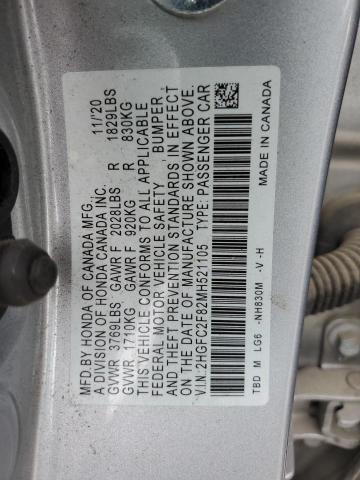 MFD.BY HONDA OF CANADA MFG. 11/'20
A DIVISION OF HONDA CANADA INC.
GVWR 3769LBS GAWR F 2028LBS R 1829LBS
GVWR 1710KG GAWR F 920KG R 830KG
THIS VEHICLE CONFORMS TO ALL APPLICABLE
FEDERAL MOTOR VEHICLE SAFETY, BUMPER,
AND THEFT PREVENTION STANDARDS IN EFFECT
ON THE DATE OF MANUFACTURE SHOWN ABOVE.
V.I.N:2HGFC2F82MH521105 TYPE:PASSENGER CAR
TBD M LG6 -NH830M -V -H MADE IN CANADA